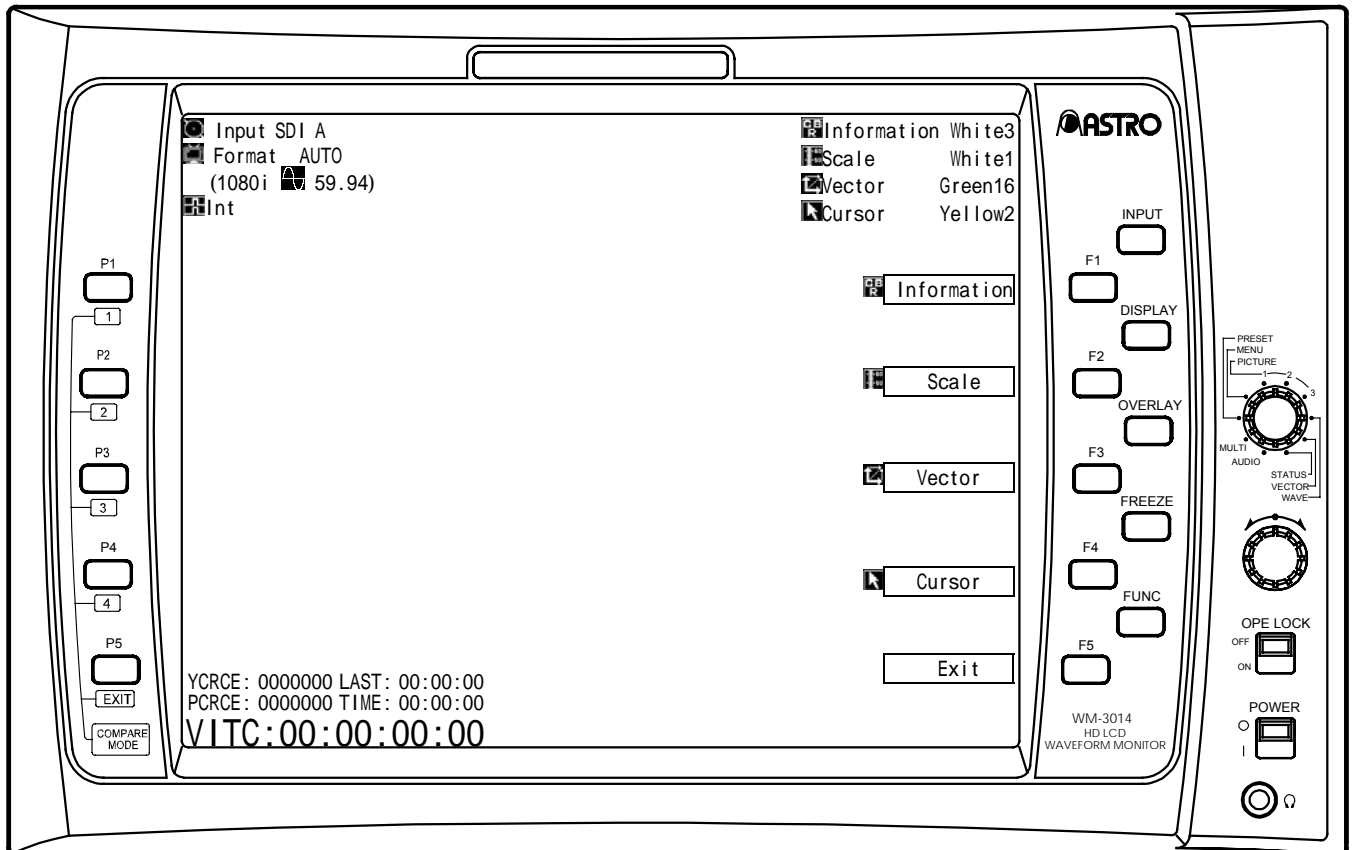 Input SDI A
Format AUTO
(1080i 59.94)
Int
CB
R
Information White3
Scale White1
Vector Green16
Cursor Yellow2
CB
R
Information
Scale
Vector
Cursor
Exit
YCRCE: 0000000 LAST: 00:00:00
PCRCE: 0000000 TIME: 00:00:00
VITC:00:00:00:00
P1
1
P2
2
P3
3
P4
4
P5
EXIT
COMPARE
MODE
ASTRO
INPUT
F1
DISPLAY
F2
OVERLAY
F3
FREEZE
F4
FUNC
F5
WM-3014
HD LCD
WAVEFORM MONITOR
PRESET
MENU
PICTURE
1 2
3
MULTI
AUDIO
STATUS
VECTOR
WAVE
OPE LOCK
OFF
ON
POWER